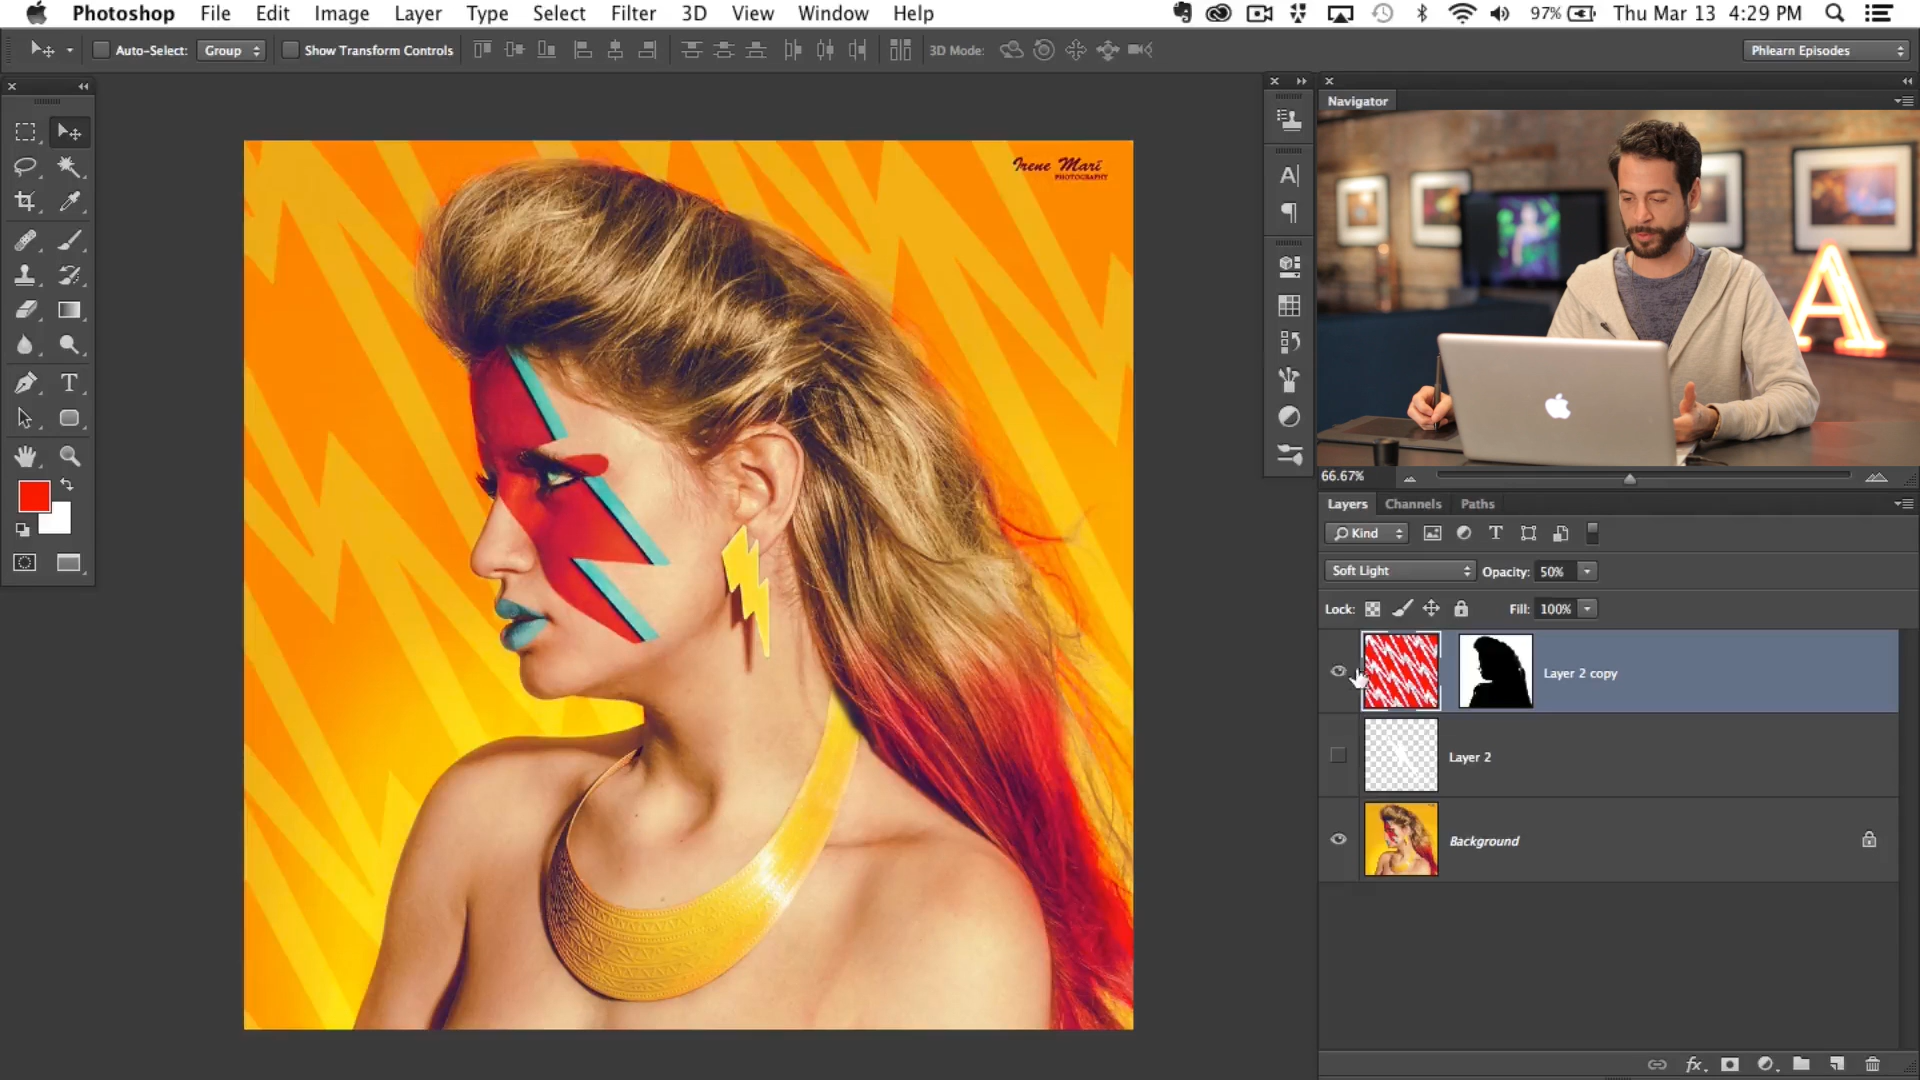 Photoshop File Edit Image Layer Type Select Filter 3D View Window Help 97% Thu Mar 13 4:29 PM
Auto-Select: Group Show Transform Controls 3D Mode: Phlearn Episodes
Navigator
Irene Marí
PHOTOGRAPHY
A
66.67%
Layers Channels Paths
Kind
Soft Light Opacity: 50%
Lock: Fill: 100%
Layer 2 copy
Layer 2
Background
fx